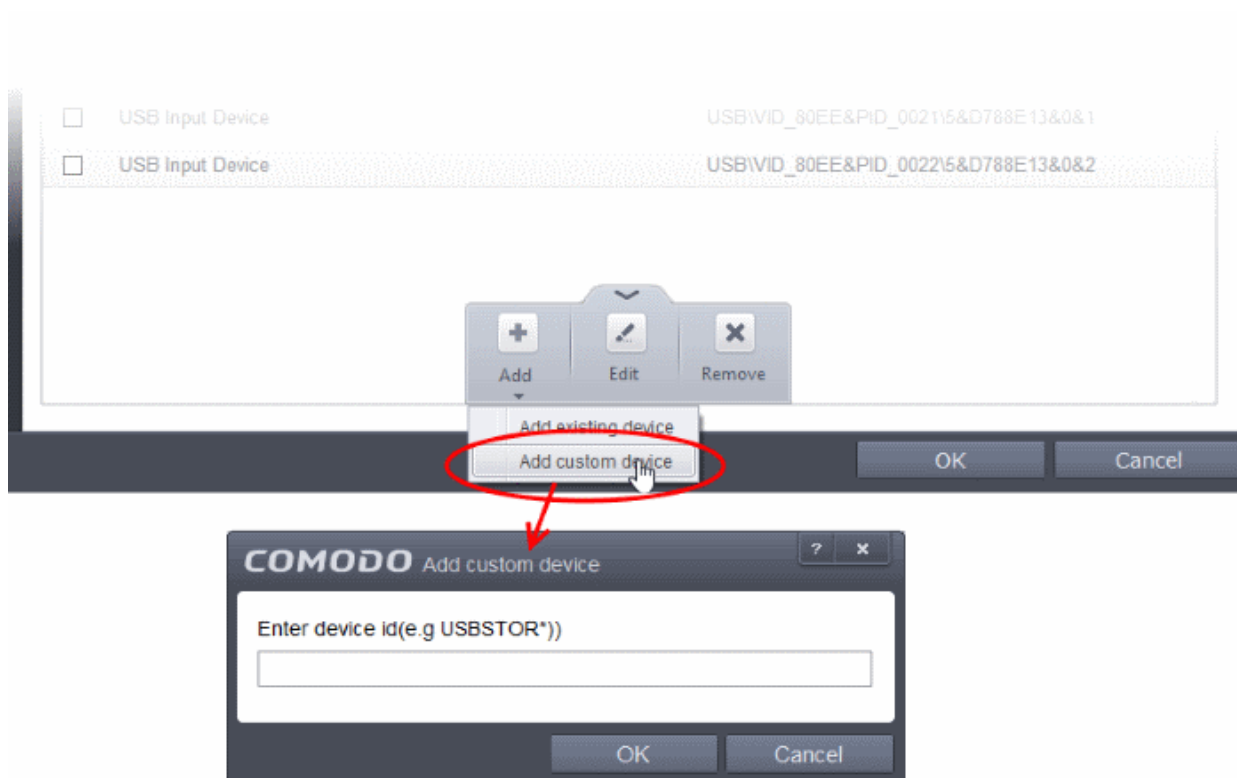 USB Input Device USB\VID_80EE&PID_0021\5&D788E13&0&1
USB Input Device USB\VID_80EE&PID_0022\5&D788E13&0&2
Add Edit Remove
Add existing device
Add custom device
OK Cancel
COMODO Add custom device ? x
Enter device id(e.g USBSTOR*))
OK Cancel